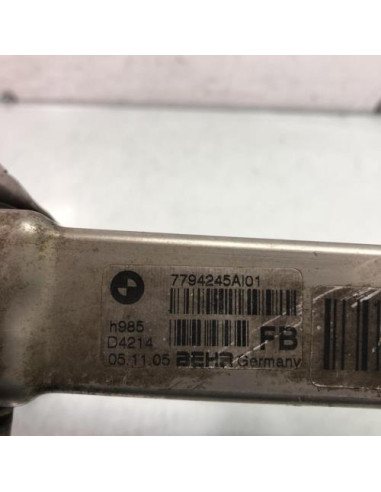 7794245AI01
h985
FB
D4214
05.11.05 BEHR Germany